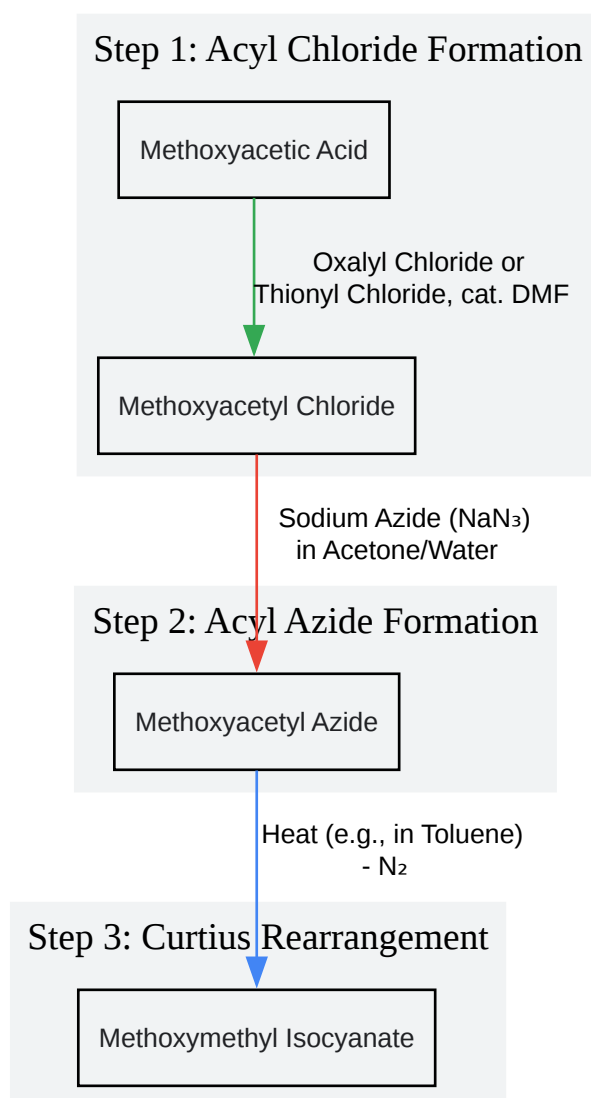 Step 1: Acyl Chloride Formation
Methoxyacetic Acid
Oxalyl Chloride or
Thionyl Chloride, cat. DMF
Methoxyacetyl Chloride
Sodium Azide (NaN₃)
in Acetone/Water
Step 2: Acyl Azide Formation
Methoxyacetyl Azide
Heat (e.g., in Toluene)
- N₂
Step 3: Curtius Rearrangement
Methoxymethyl Isocyanate